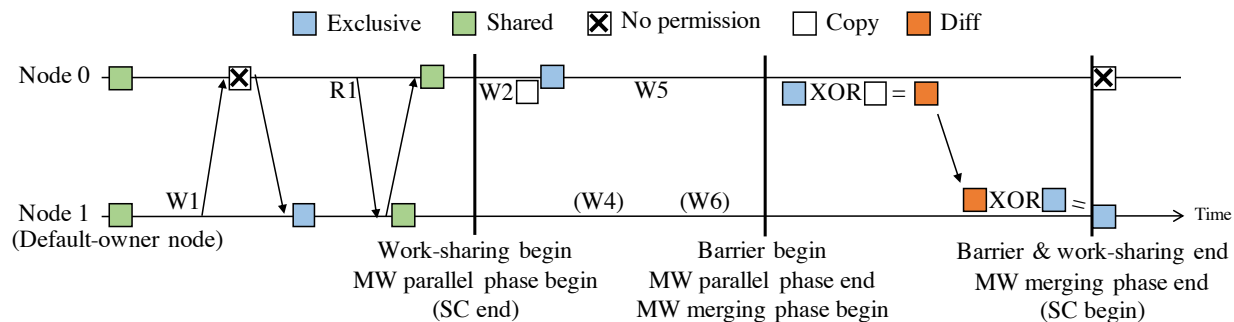 Exclusive Shared No permission Copy Diff
Node 0
R1
W2
W5
XOR =
W1
(W4)
(W6)
XOR =
Node 1
(Default-owner node)
Time
Work-sharing begin
MW parallel phase begin
(SC end)
Barrier begin
MW parallel phase end
MW merging phase begin
Barrier & work-sharing end
MW merging phase end
(SC begin)